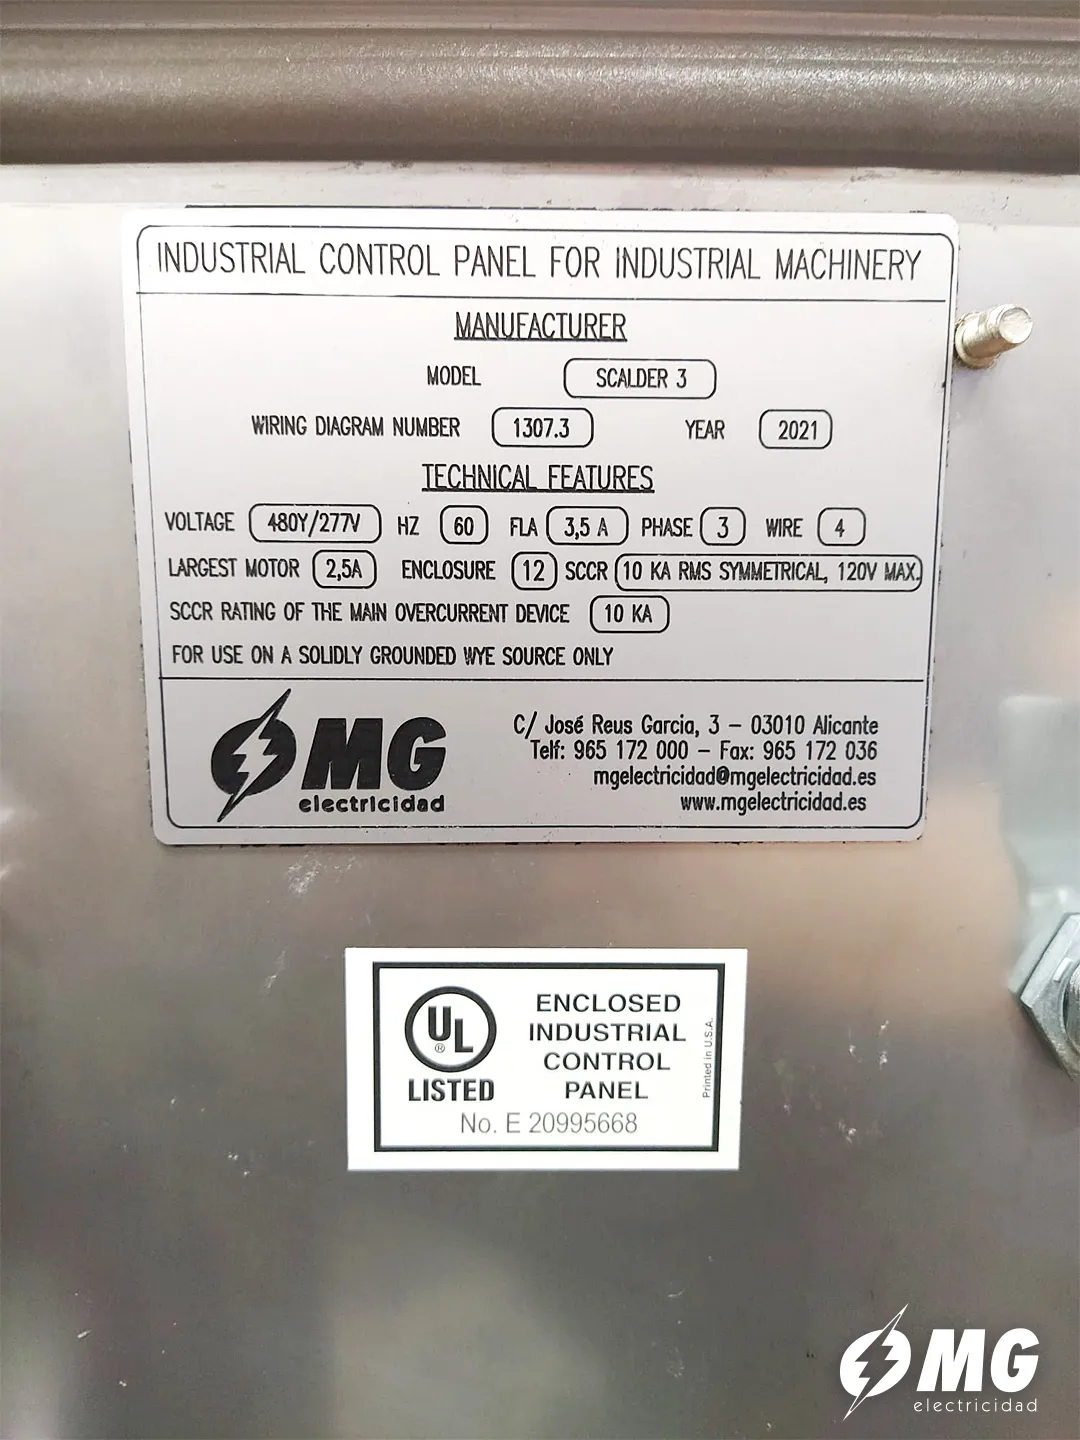 INDUSTRIAL CONTROL PANEL FOR INDUSTRIAL MACHINERY
MANUFACTURER
MODEL SCALDER 3
WIRING DIAGRAM NUMBER 1307.3 YEAR 2021
TECHNICAL FEATURES
VOLTAGE 480Y/277V HZ 60 FLA 3,5 A PHASE 3 WIRE 4
LARGEST MOTOR 2,5A ENCLOSURE 12 SCCR 10 KA RMS SYMMETRICAL, 120V MAX.
SCCR RATING OF THE MAIN OVERCURRENT DEVICE 10 KA
FOR USE ON A SOLIDLY GROUNDED WYE SOURCE ONLY
MG
electricidad
C/ José Reus Garcia, 3 – 03010 Alicante
Telf: 965 172 000 – Fax: 965 172 036
mgelectricidad@mgelectricidad.es
www.mgelectricidad.es
UL
®
LISTED
ENCLOSED
INDUSTRIAL
CONTROL
PANEL
No. E 20995668
Printed in U.S.A.
MG
electricidad